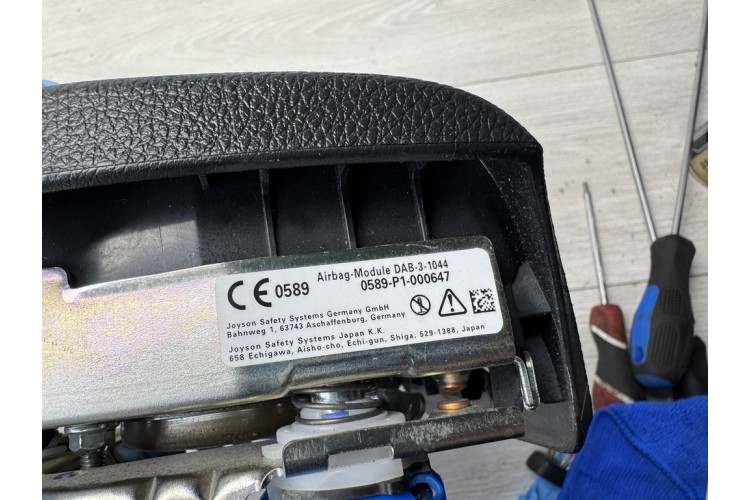 CE 0589 Airbag-Module DAB-3-1044
0589-P1-000647
Joyson Safety Systems Germany GmbH
Bahnweg 1, 63743 Aschaffenburg, Germany
Joyson Safety Systems Japan K.K.
658 Echigawa, Aisho-cho, Echi-gun, Shiga, 529-1388, Japan